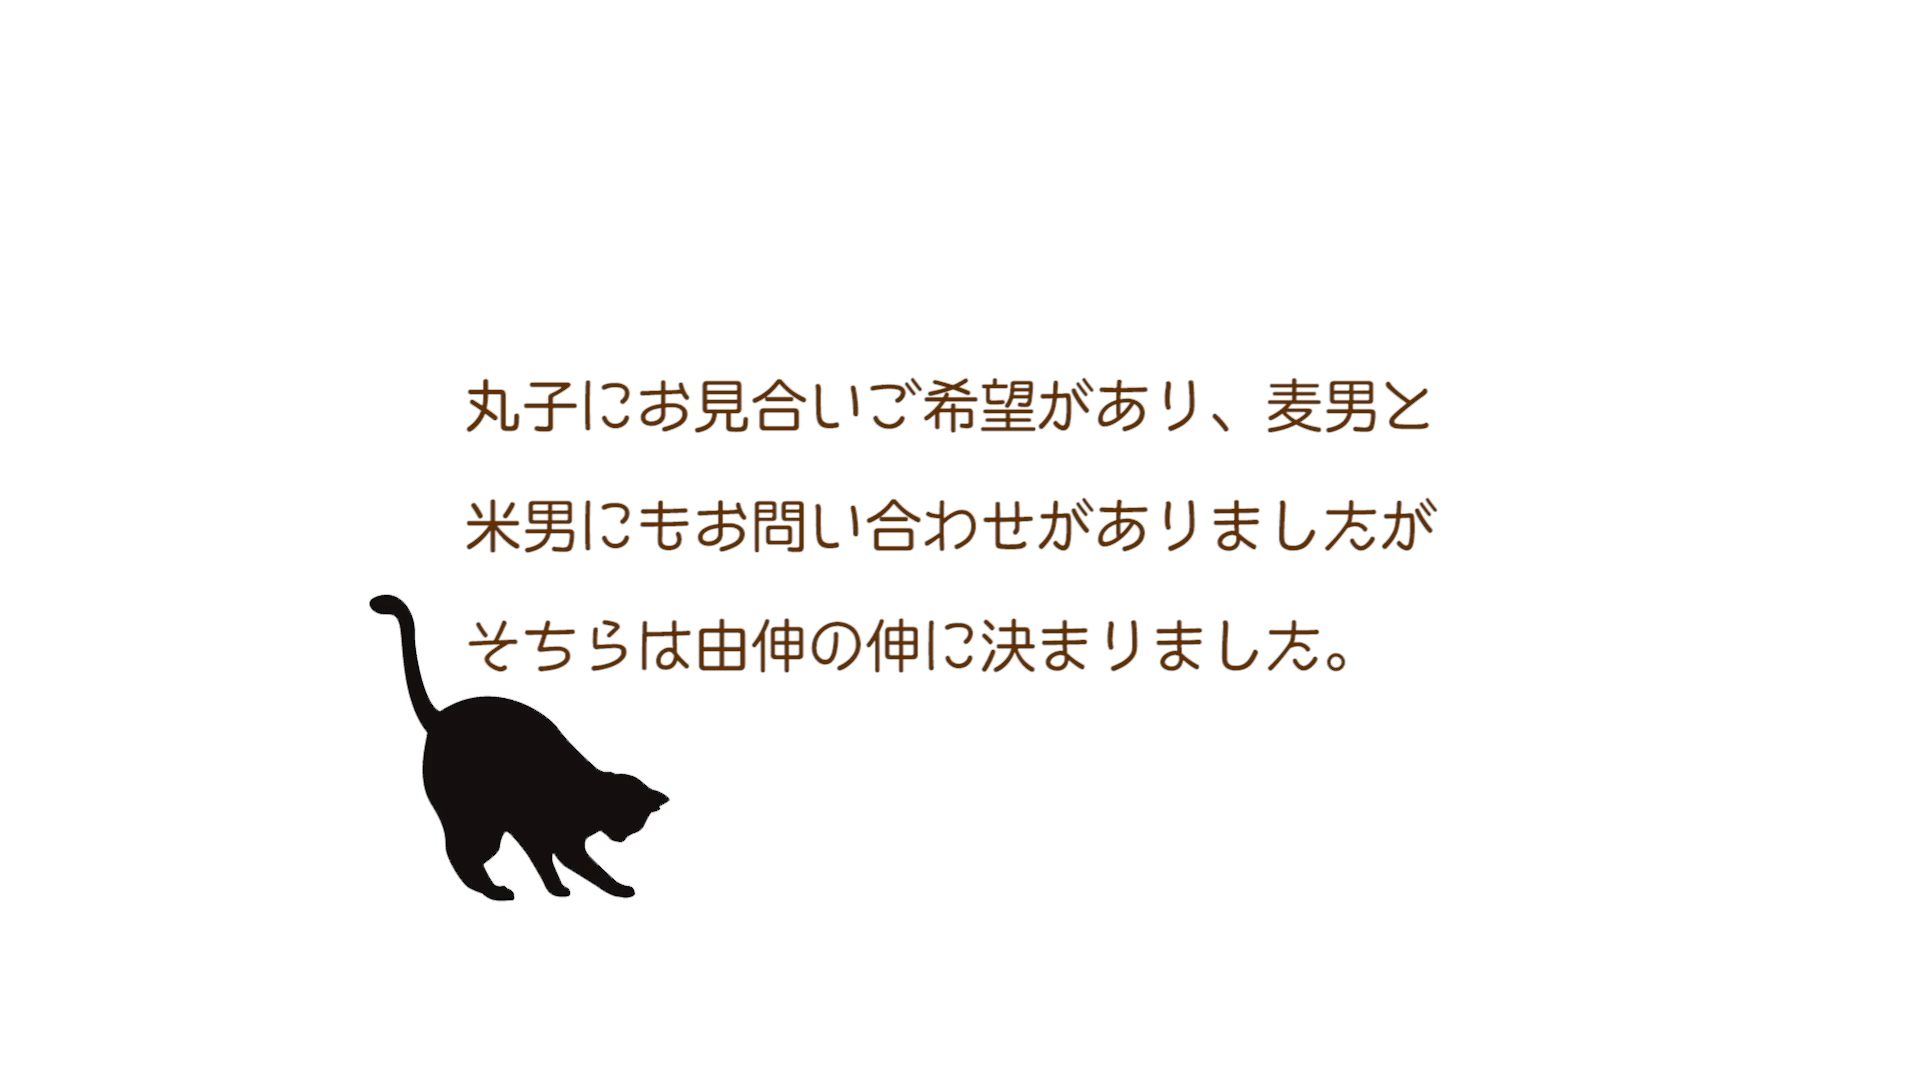 丸子にお見合いご希望があり、麦男と
米男にもお問い合わせがありましたが
そちらは由伸の伸に決まりました。